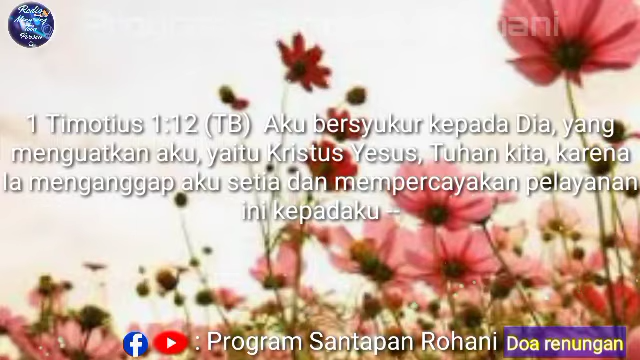 1 Timotius 1:12 (TB)  Aku bersyukur kepada Dia, yang
menguatkan aku, yaitu Kristus Yesus, Tuhan kita, karena
Ia menganggap aku setia dan mempercayakan pelayanan
ini kepadaku --
: Program Santapan Rohani
Doa renungan